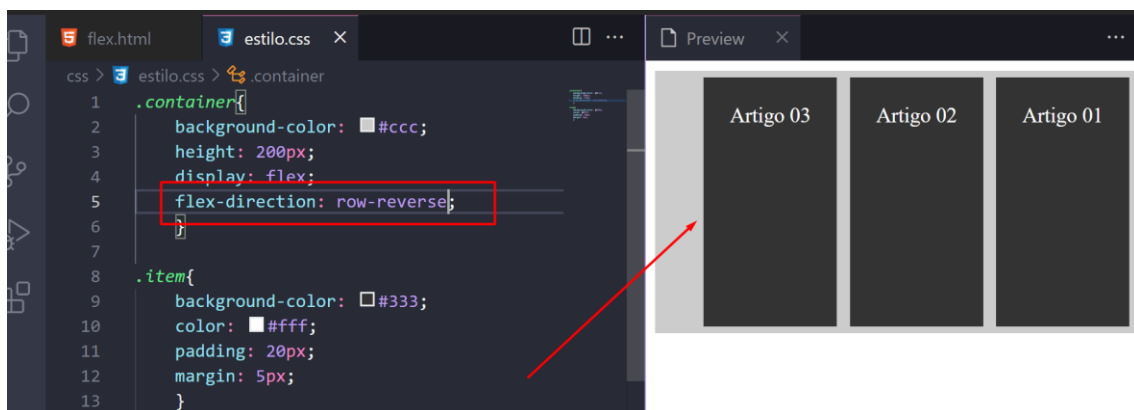 flex.html
estilo.css
Preview
css > estilo.css > .container
1 .container{
2 background-color: #ccc;
3 height: 200px;
4 display: flex;
5 flex-direction: row-reverse;
6 }
7
8 .item{
9 background-color: #333;
10 color: #fff;
11 padding: 20px;
12 margin: 5px;
13 }
Artigo 03
Artigo 02
Artigo 01